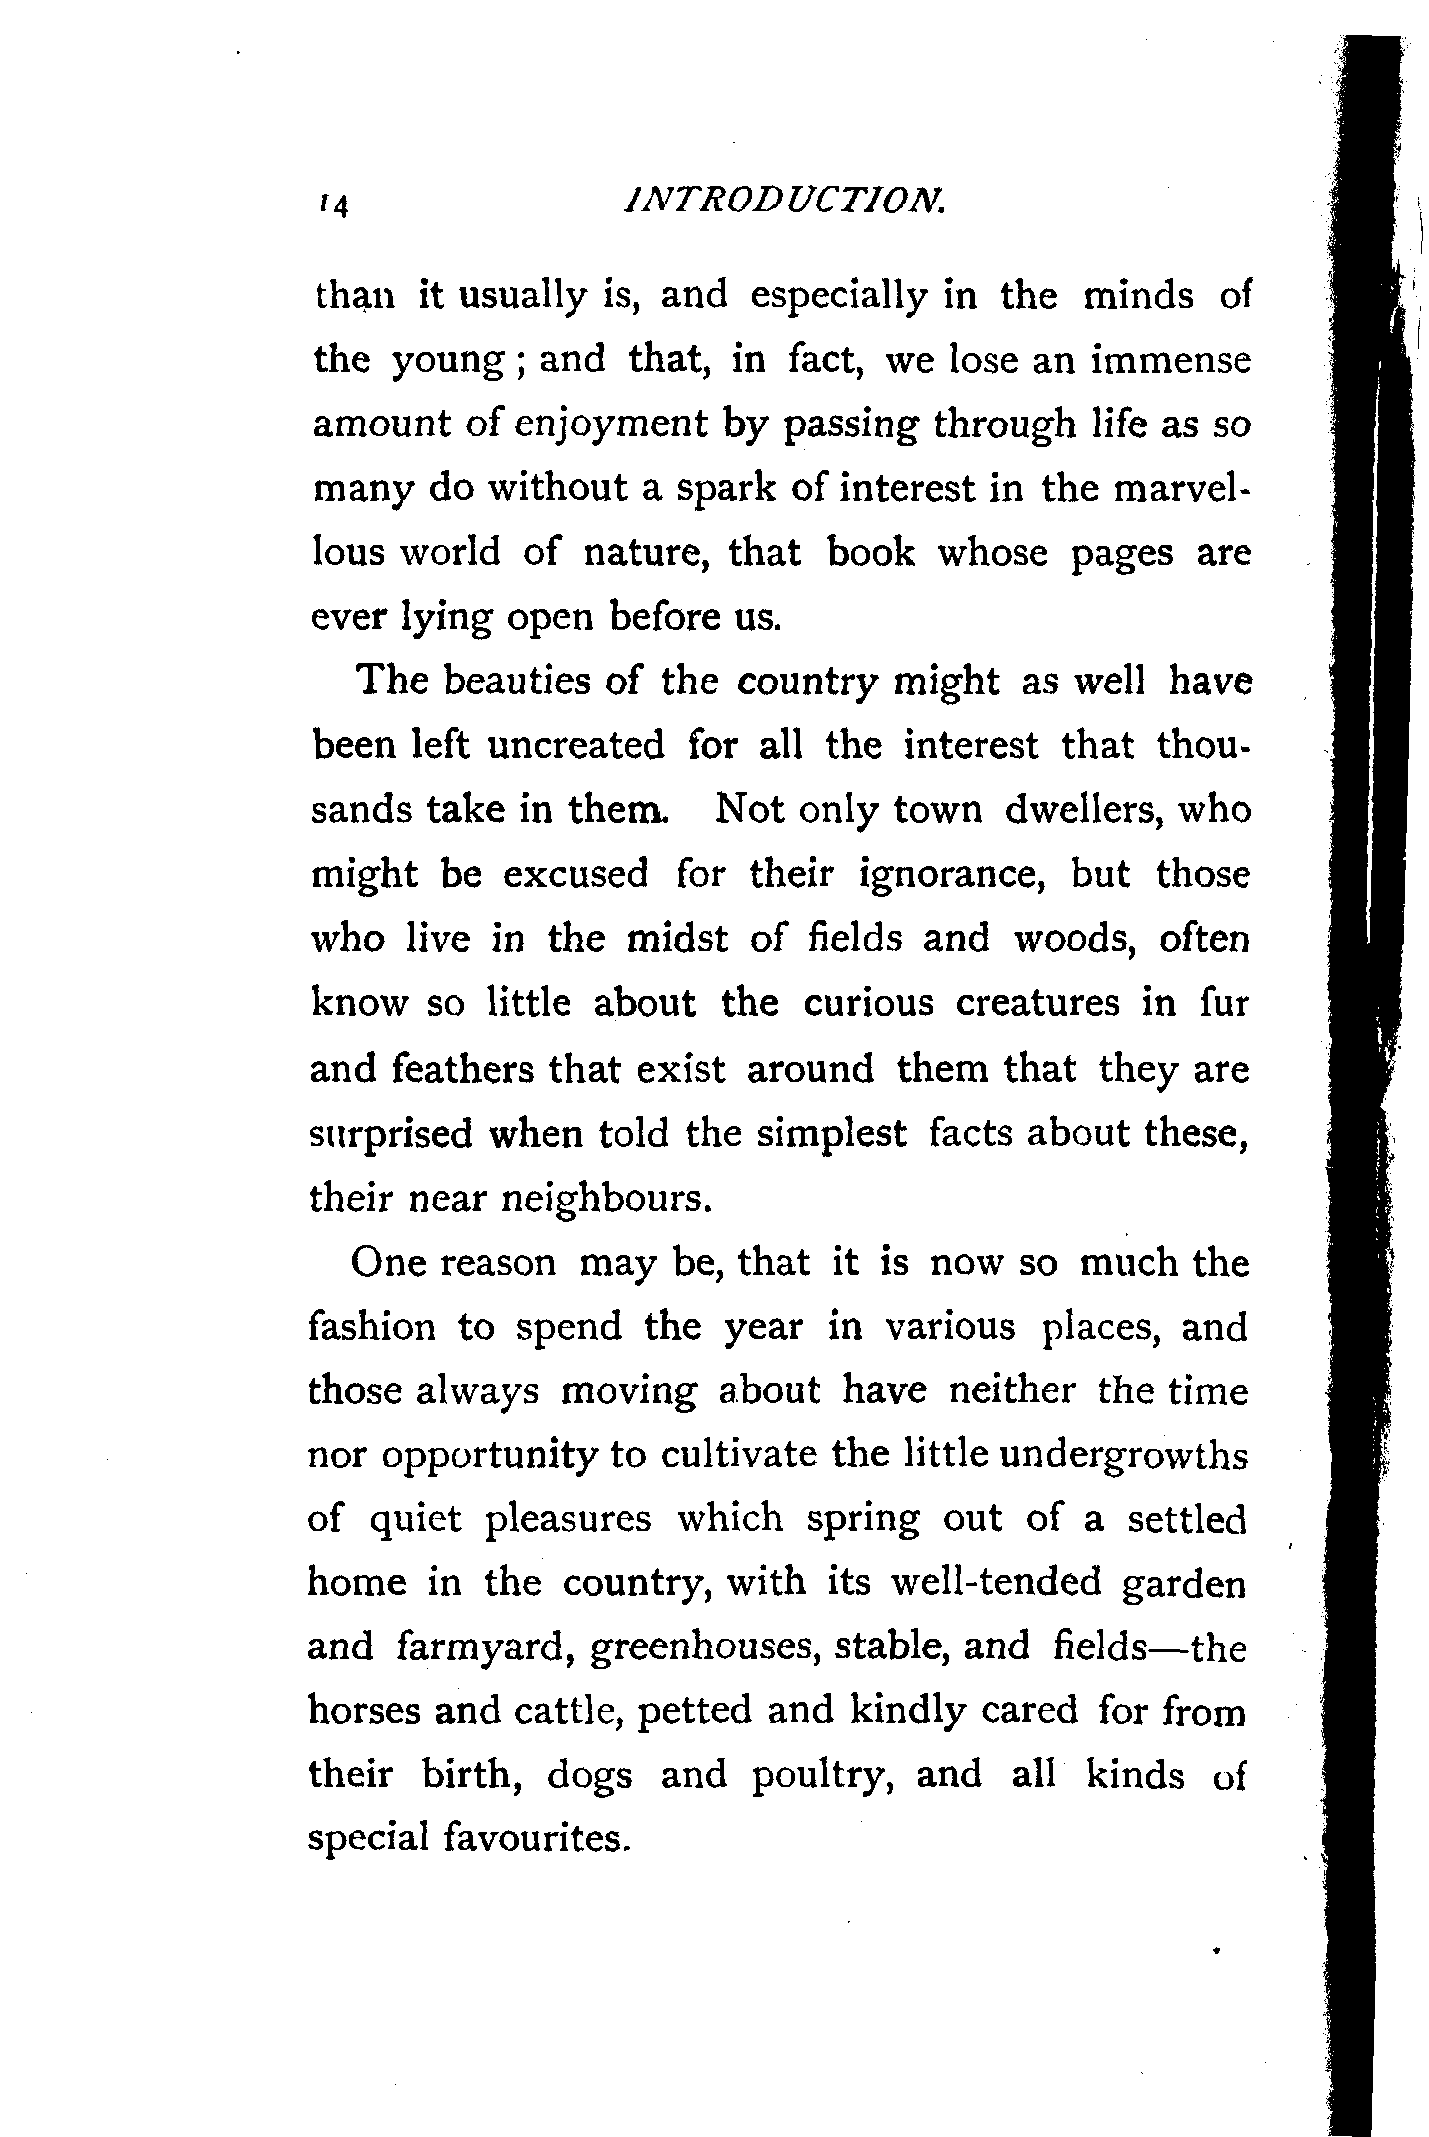 14 INTRODUCTION.
than it usually is, and especially in the minds of
the young ; and that, in fact, we lose an immense
amount of enjoyment by passing through life as so
many do without a spark of interest in the marvel-
lous world of nature, that book whose pages are
ever lying open before us.
The beauties of the country might as well have
been left uncreated for all the interest that thou-
sands take in them. Not only town dwellers, who
might be excused for their ignorance, but those
who live in the midst of fields and woods, often
know so little about the curious creatures in fur
and feathers that exist around them that they are
surprised when told the simplest facts about these,
their near neighbours.
One reason may be, that it is now so much the
fashion to spend the year in various places, and
those always moving about have neither the time
nor opportunity to cultivate the little undergrowths
of quiet pleasures which spring out of a settled
home in the country, with its well-tended garden
and farmyard, greenhouses, stable, and fields—the
horses and cattle, petted and kindly cared for from
their birth, dogs and poultry, and all kinds of
special favourites.